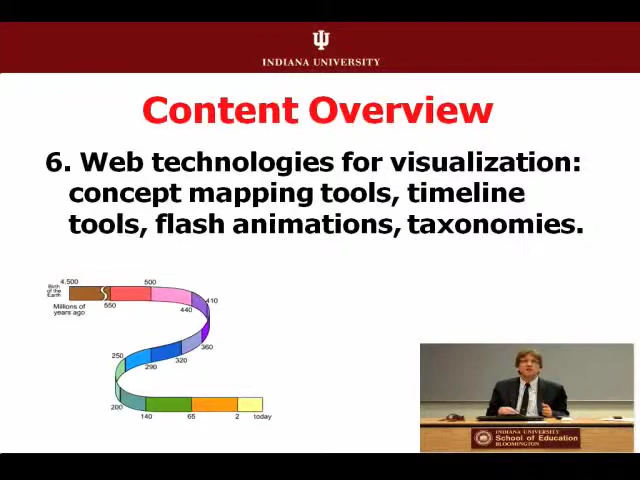 INDIANA UNIVERSITY
Content Overview
6. Web technologies for visualization:
concept mapping tools, timeline
tools, flash animations, taxonomies.
4,500
500
Birth
of the
Earth
550
410
Millions of
years ago
440
360
250
320
290
200
140
65
2
today
INDIANA UNIVERSITY
School of Education
BLOOMINGTON